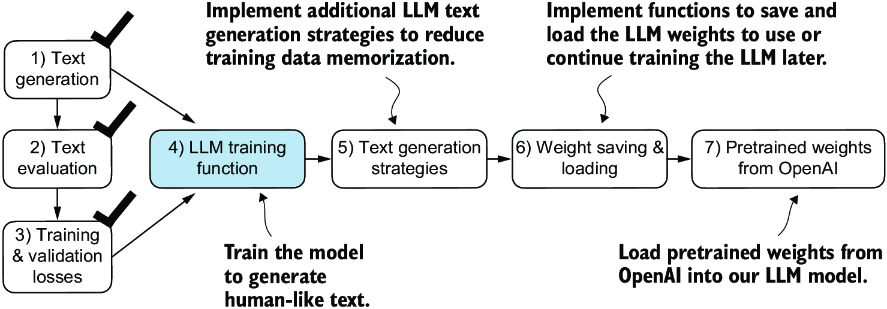 Implement additional LLM text
generation strategies to reduce
training data memorization.
Implement functions to save and
load the LLM weights to use or
continue training the LLM later.
1) Text
generation
2) Text
evaluation
3) Training
& validation
losses
4) LLM training
function
5) Text generation
strategies
6) Weight saving &
loading
7) Pretrained weights
from OpenAI
Train the model
to generate
human-like text.
Load pretrained weights from
OpenAI into our LLM model.